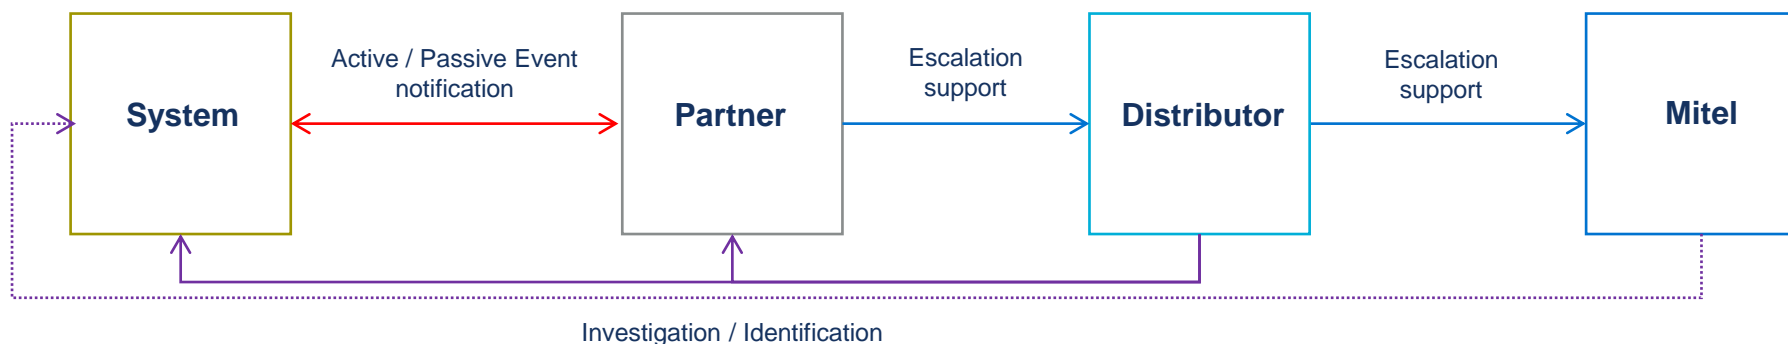 System
Active / Passive Event
notification
Partner
Escalation
support
Distributor
Escalation
support
Mitel
Investigation / Identification